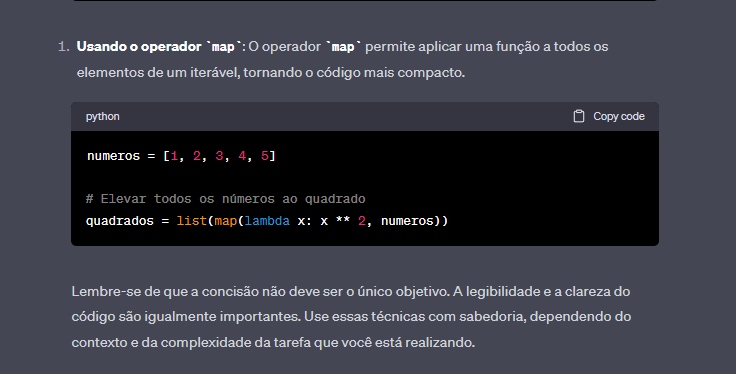 1. Usando o operador `map`: O operador `map` permite aplicar uma função a todos os
elementos de um iterável, tornando o código mais compacto.
python Copy code
numeros = [1, 2, 3, 4, 5]
# Elevar todos os números ao quadrado
quadrados = list(map(lambda x: x ** 2, numeros))
Lembre-se de que a concisão não deve ser o único objetivo. A legibilidade e a clareza do
código são igualmente importantes. Use essas técnicas com sabedoria, dependendo do
contexto e da complexidade da tarefa que você está realizando.